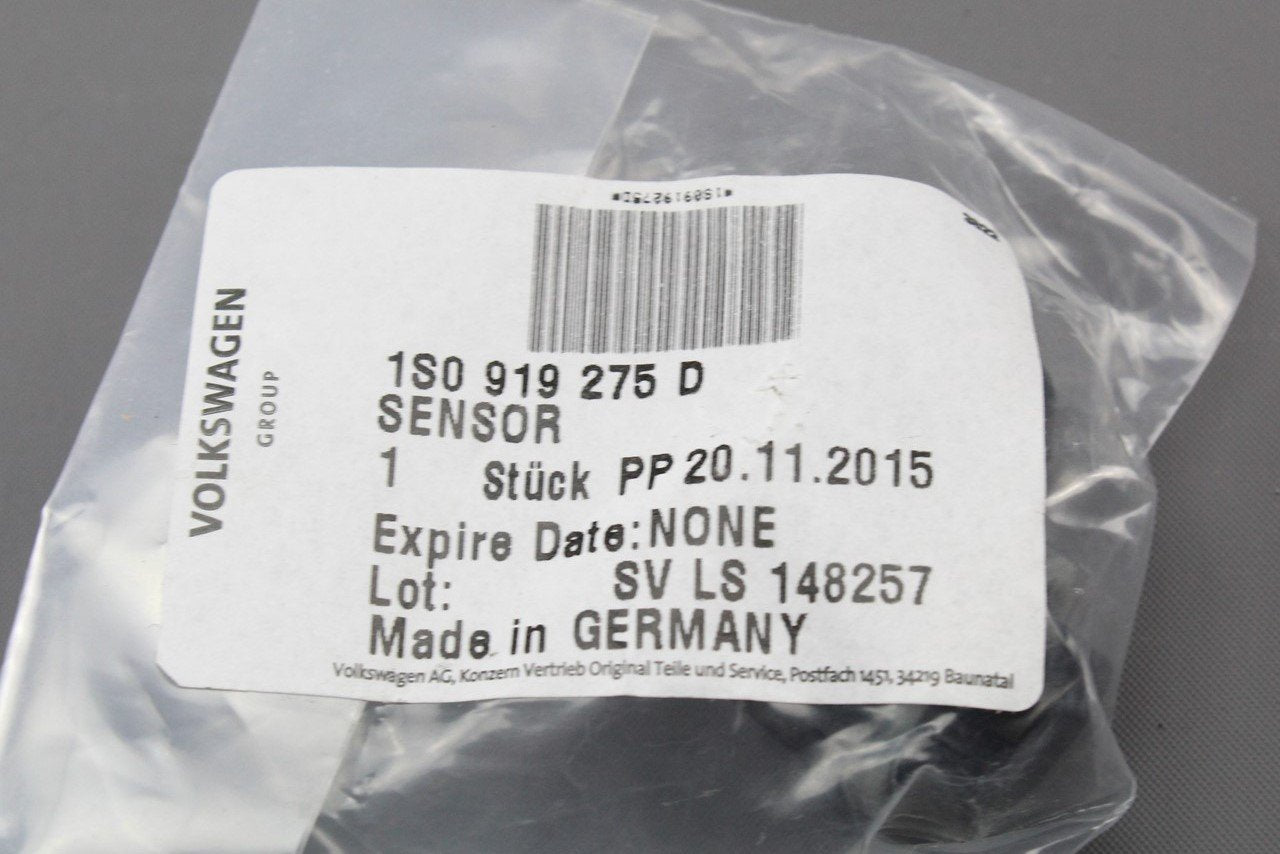 *1S0919275D*
VOLKSWAGEN
GROUP
1S0 919 275 D
SENSOR
1 Stück PP 20.11.2015
Expire Date:NONE
Lot: SV LS 148257
Made in GERMANY
Volkswagen AG, Konzern Vertrieb Original Teile und Service, Postfach 1451, 34219 Baunatal